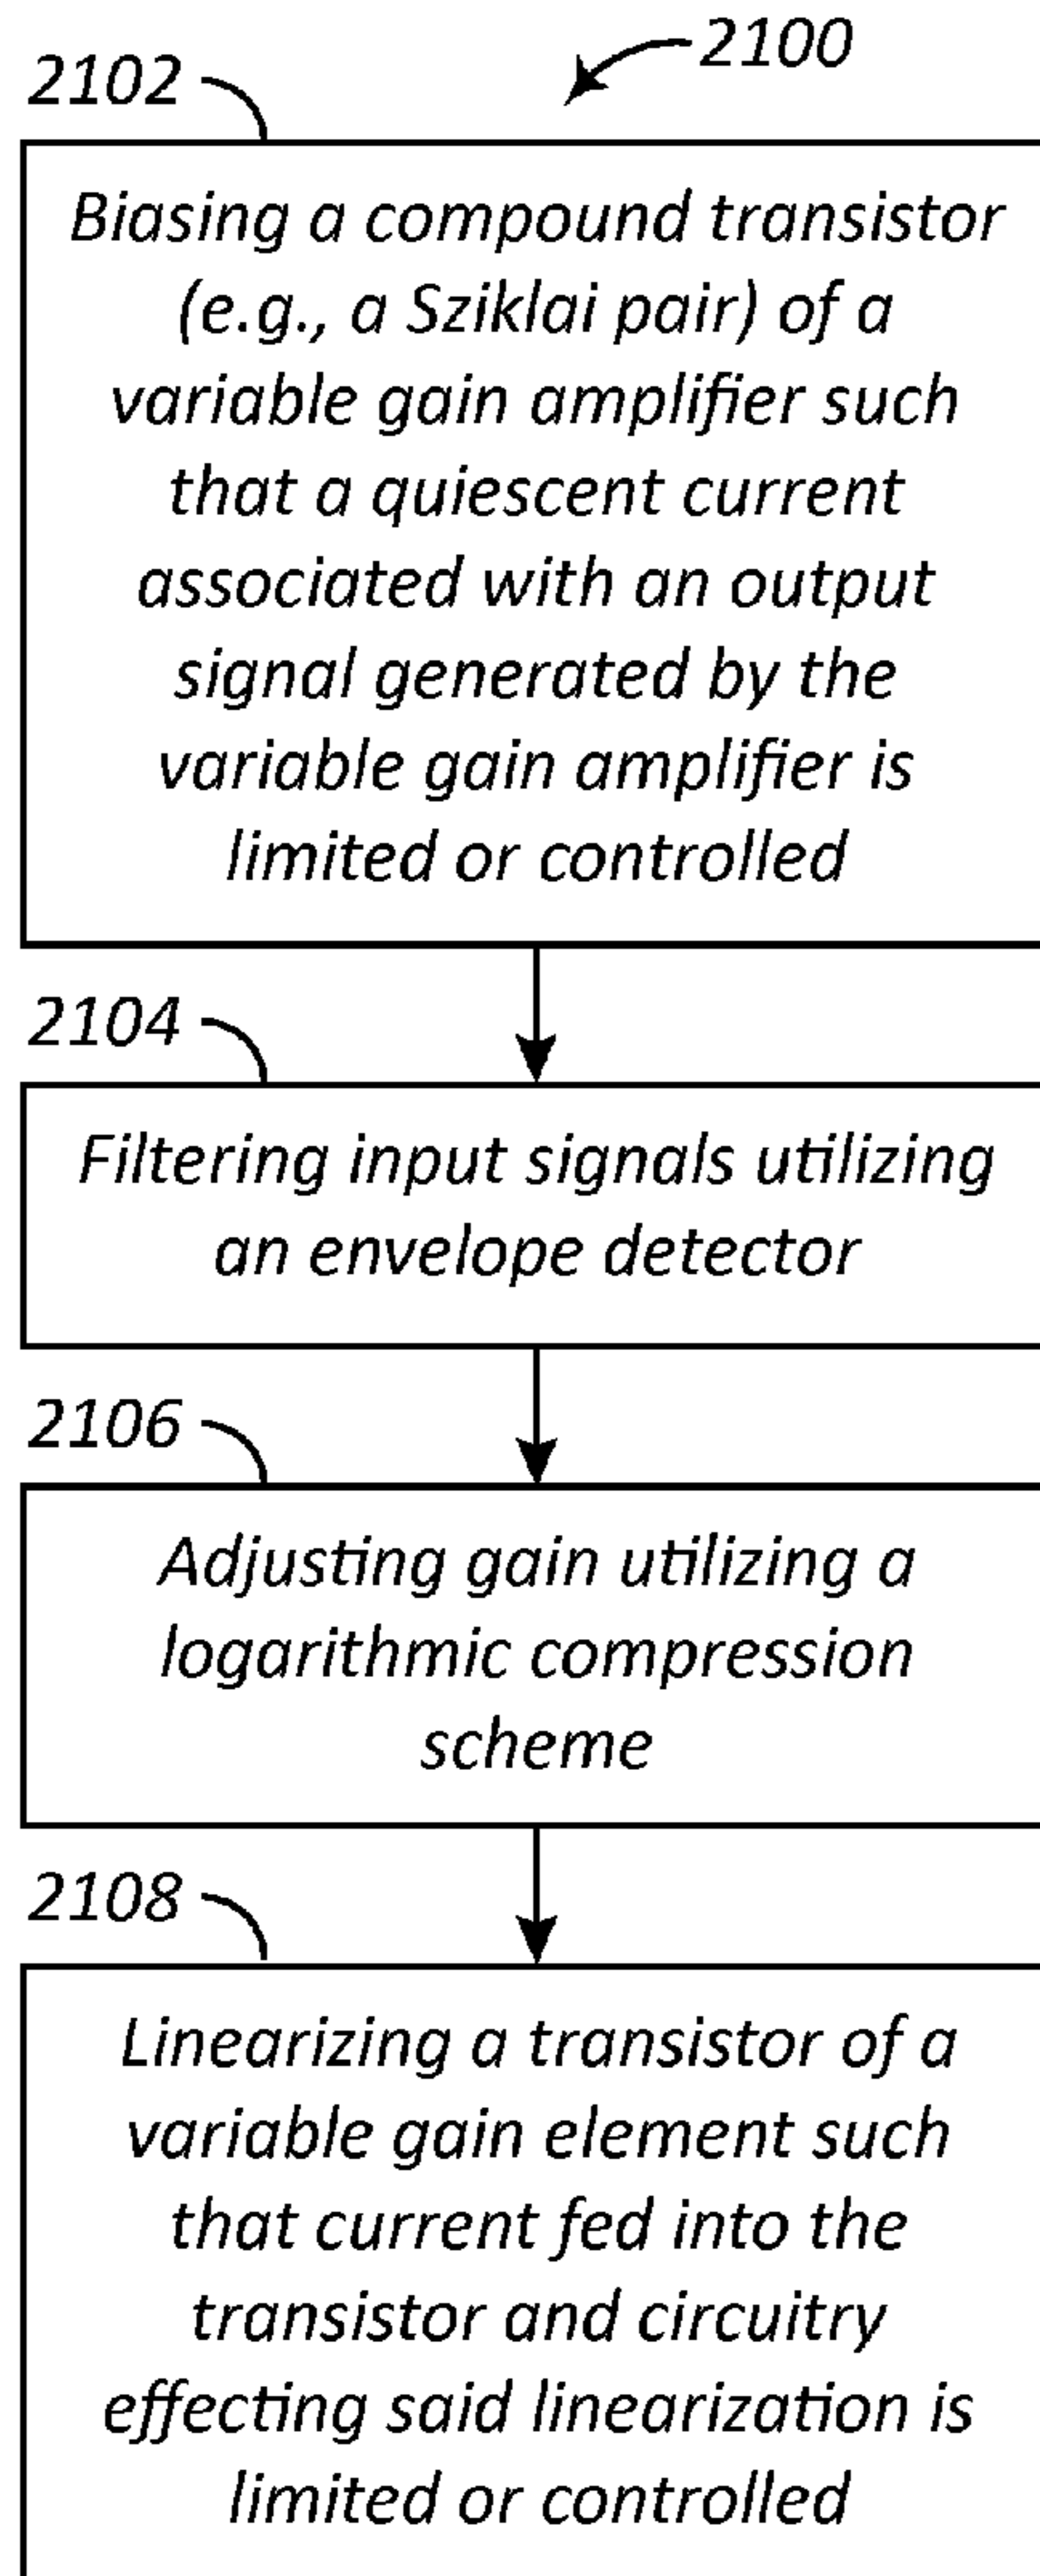 2100
2102
Biasing a compound transistor
(e.g., a Sziklai pair) of a
variable gain amplifier such
that a quiescent current
associated with an output
signal generated by the
variable gain amplifier is
limited or controlled
2104
Filtering input signals utilizing
an envelope detector
2106
Adjusting gain utilizing a
logarithmic compression
scheme
2108
Linearizing a transistor of a
variable gain element such
that current fed into the
transistor and circuitry
effecting said linearization is
limited or controlled